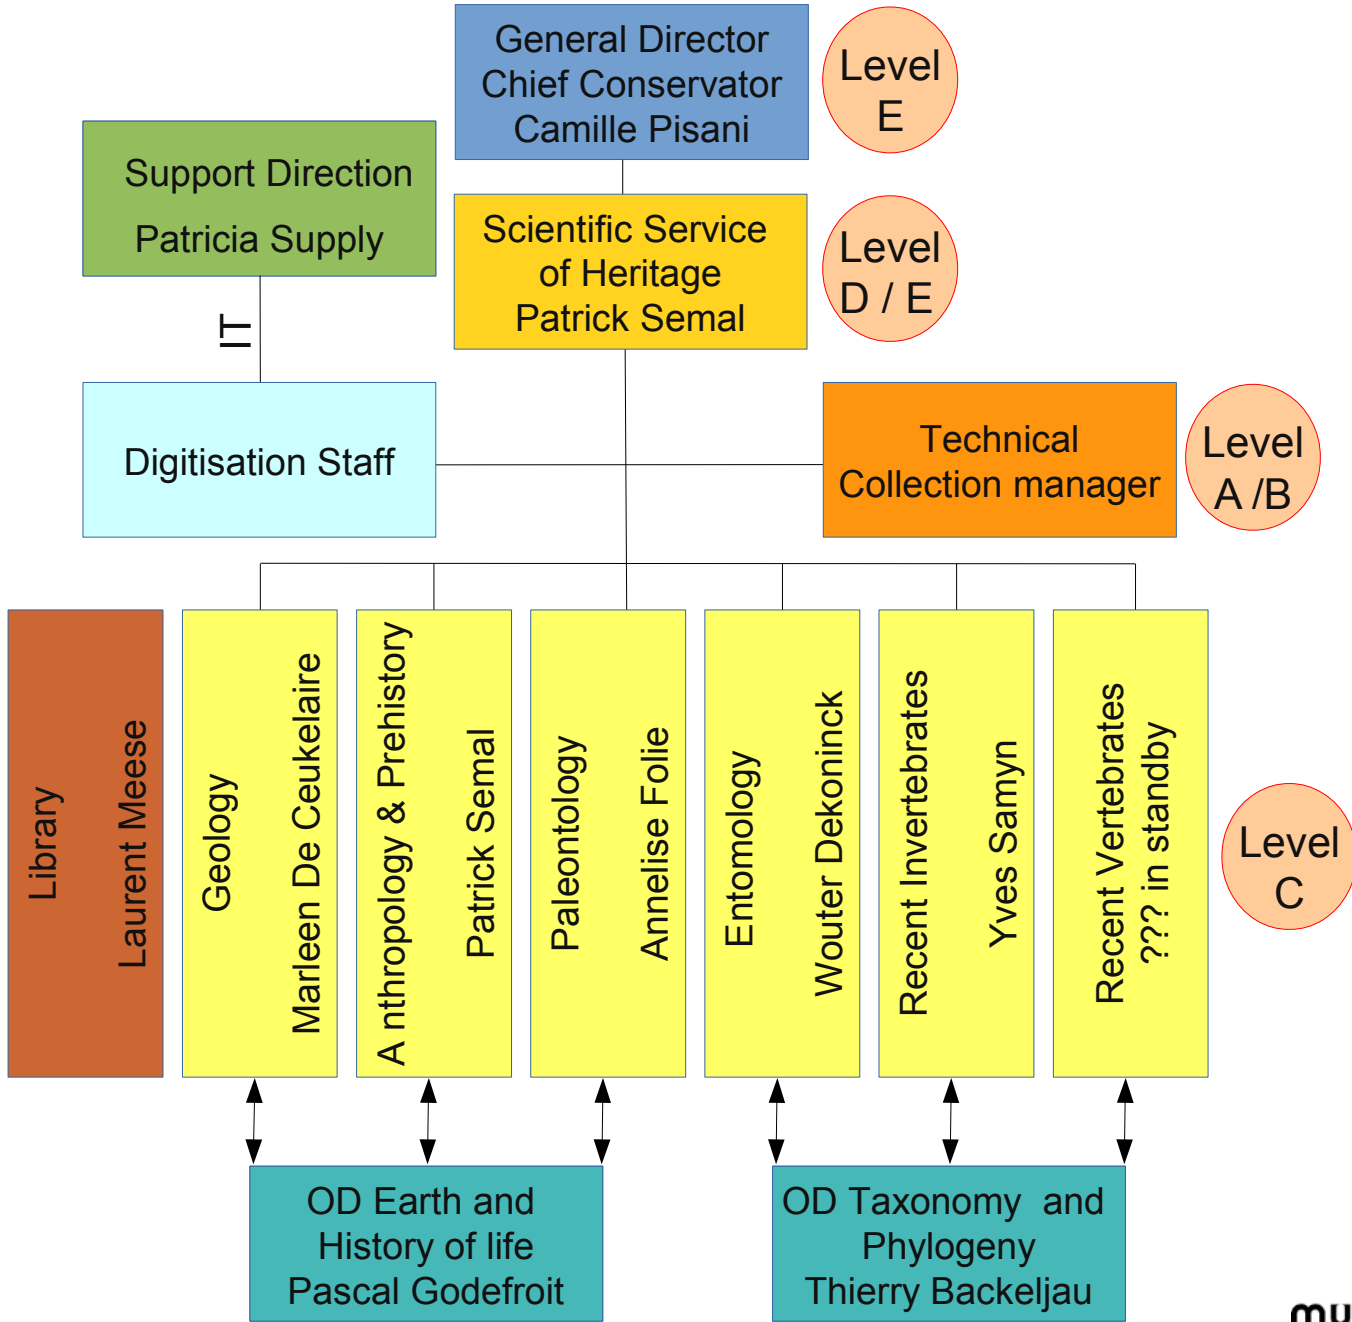 General Director
Chief Conservator
Camille Pisani
Level
E
Support Direction
Patricia Supply
Scientific Service
of Heritage
Patrick Semal
Level
D / E
IT
Digitisation Staff
Technical
Collection manager
Level
A /B
Library
Laurent Meese
Geology
Marleen De Ceukelaire
A nthropology & Prehistory
Patrick Semal
Paleontology
Annelise Folie
Entomology
Wouter Dekoninck
Recent Invertebrates
Yves Samyn
Recent Vertebrates
??? in standby
Level
C
OD Earth and
History of life
Pascal Godefroit
OD Taxonomy and
Phylogeny
Thierry Backeljau